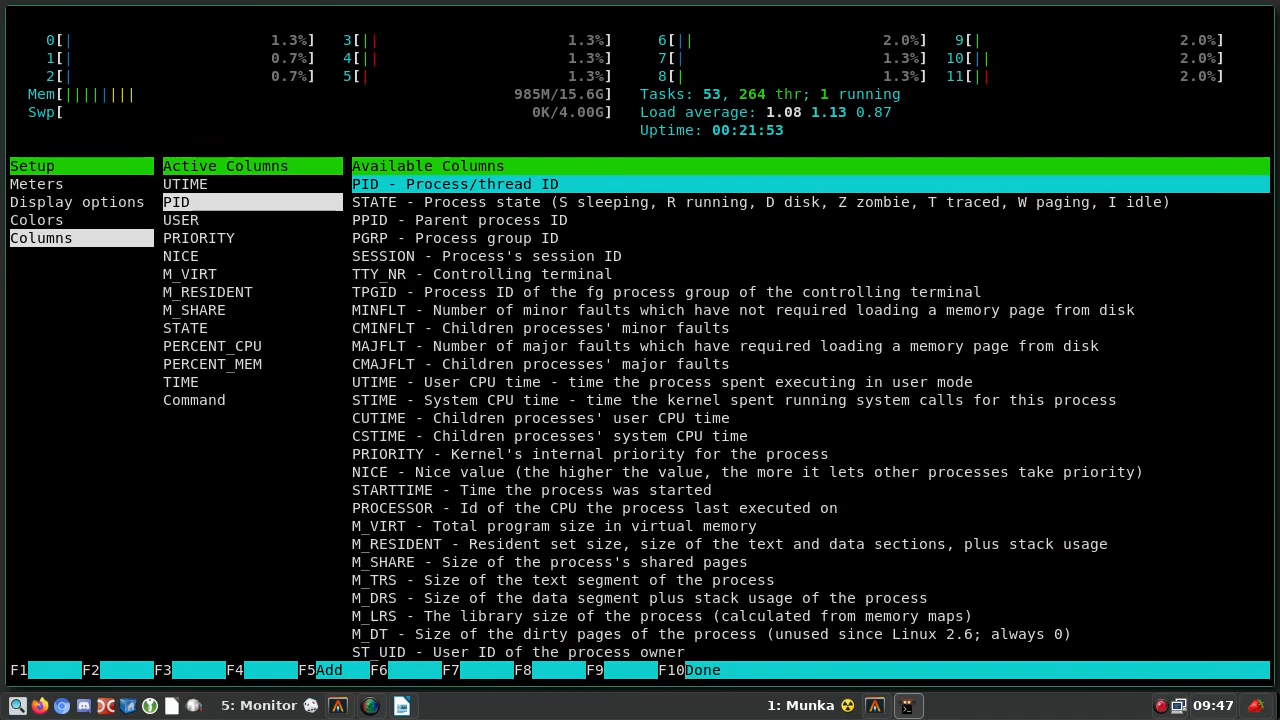 0[| 1.3%] 3[|| 1.3%] 6[|| 2.0%] 9[| 2.0%]
1[| 0.7%] 4[|| 1.3%] 7[| 1.3%] 10[|| 2.0%]
2[| 0.7%] 5[| 1.3%] 8[| 1.3%] 11[|| 2.0%]
Mem[|||||||| 985M/15.6G] Tasks: 53, 264 thr; 1 running
Swp[ 0K/4.00G] Load average: 1.08 1.13 0.87
Uptime: 00:21:53
Setup Active Columns Available Columns
Meters UTIME PID - Process/thread ID
Display options PID STATE - Process state (S sleeping, R running, D disk, Z zombie, T traced, W paging, I idle)
Colors USER PPID - Parent process ID
Columns PRIORITY PGRP - Process group ID
NICE SESSION - Process's session ID
M_VIRT TTY_NR - Controlling terminal
M_RESIDENT TPGID - Process ID of the fg process group of the controlling terminal
M_SHARE MINFLT - Number of minor faults which have not required loading a memory page from disk
STATE CMINFLT - Children processes' minor faults
PERCENT_CPU MAJFLT - Number of major faults which have required loading a memory page from disk
PERCENT_MEM CMAJFLT - Children processes' major faults
TIME UTIME - User CPU time - time the process spent executing in user mode
Command STIME - System CPU time - time the kernel spent running system calls for this process
CUTIME - Children processes' user CPU time
CSTIME - Children processes' system CPU time
PRIORITY - Kernel's internal priority for the process
NICE - Nice value (the higher the value, the more it lets other processes take priority)
STARTTIME - Time the process was started
PROCESSOR - Id of the CPU the process last executed on
M_VIRT - Total program size in virtual memory
M_RESIDENT - Resident set size, size of the text and data sections, plus stack usage
M_SHARE - Size of the process's shared pages
M_TRS - Size of the text segment of the process
M_DRS - Size of the data segment plus stack usage of the process
M_LRS - The library size of the process (calculated from memory maps)
M_DT - Size of the dirty pages of the process (unused since Linux 2.6; always 0)
ST_UID - User ID of the process owner
F1 F2 F3 F4 F5Add F6 F7 F8 F9 F10Done
5: Monitor 1: Munka 09:47